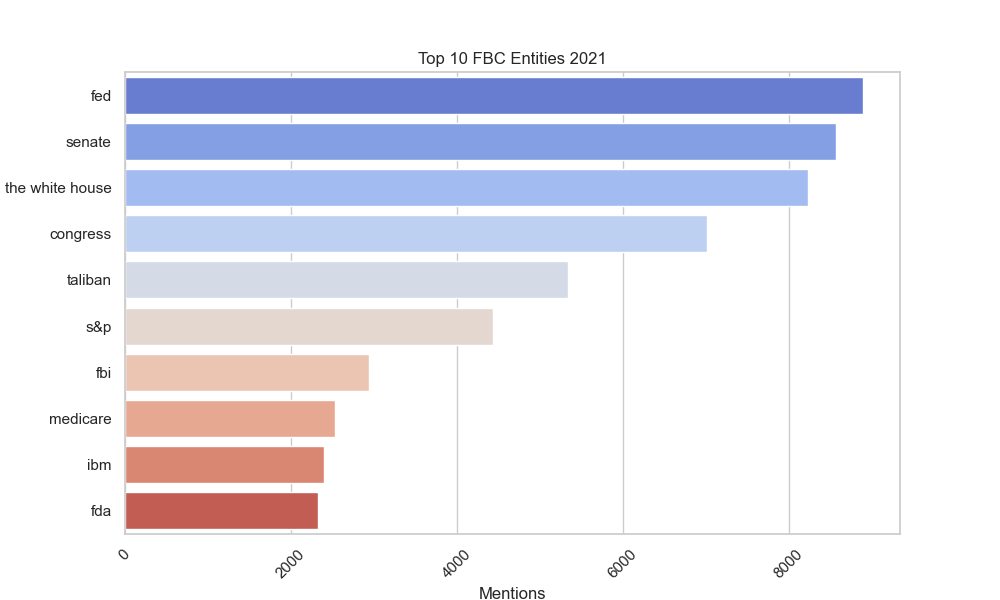 Top 10 FBC Entities 2021
fed
senate
the white house
congress
taliban
s&p
fbi
medicare
ibm
fda
0
2000
4000
6000
8000
Mentions